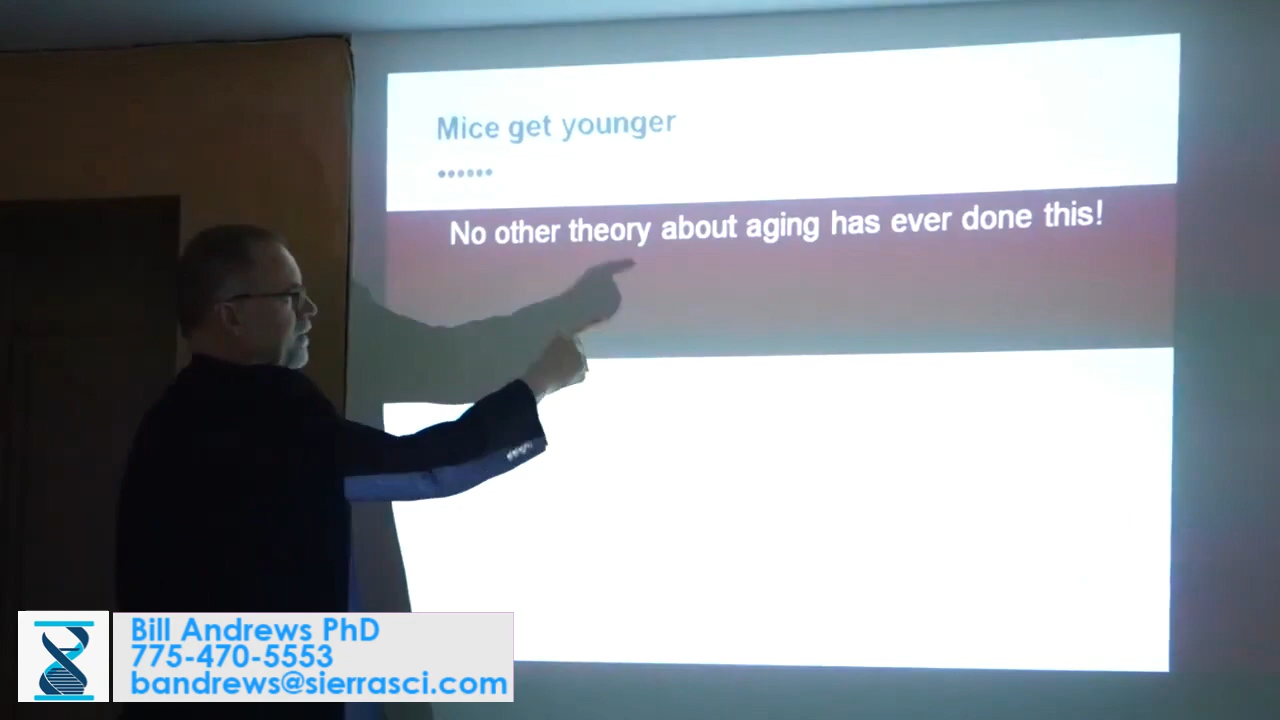 Mice get younger
••••••
No other theory about aging has ever done this!
Bill Andrews PhD
775-470-5553
bandrews@sierrasci.com